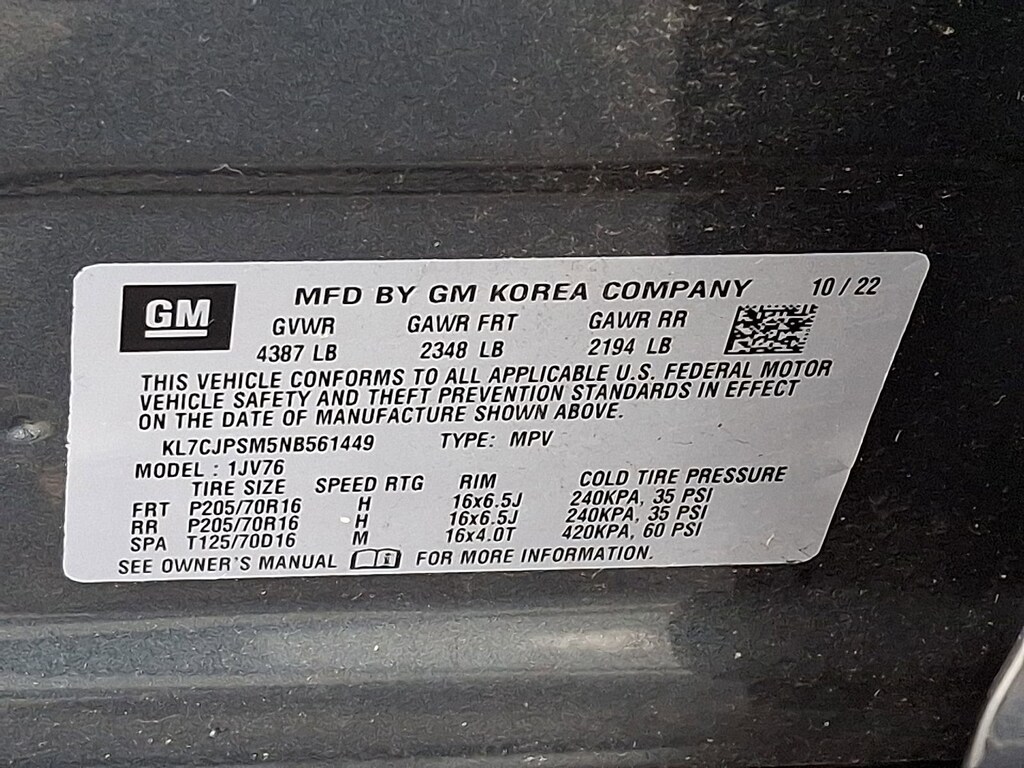 GM MFD BY GM KOREA COMPANY 10 / 22
GVWR GAWR FRT GAWR RR
4387 LB 2348 LB 2194 LB
THIS VEHICLE CONFORMS TO ALL APPLICABLE U.S. FEDERAL MOTOR
VEHICLE SAFETY AND THEFT PREVENTION STANDARDS IN EFFECT
ON THE DATE OF MANUFACTURE SHOWN ABOVE.
KL7CJPSM5NB561449 TYPE: MPV
MODEL : 1JV76
TIRE SIZE SPEED RTG RIM COLD TIRE PRESSURE
FRT P205/70R16 H 16x6.5J 240KPA, 35 PSI
RR P205/70R16 H 16x6.5J 240KPA, 35 PSI
SPA T125/70D16 M 16x4.0T 420KPA, 60 PSI
SEE OWNER'S MANUAL i FOR MORE INFORMATION.